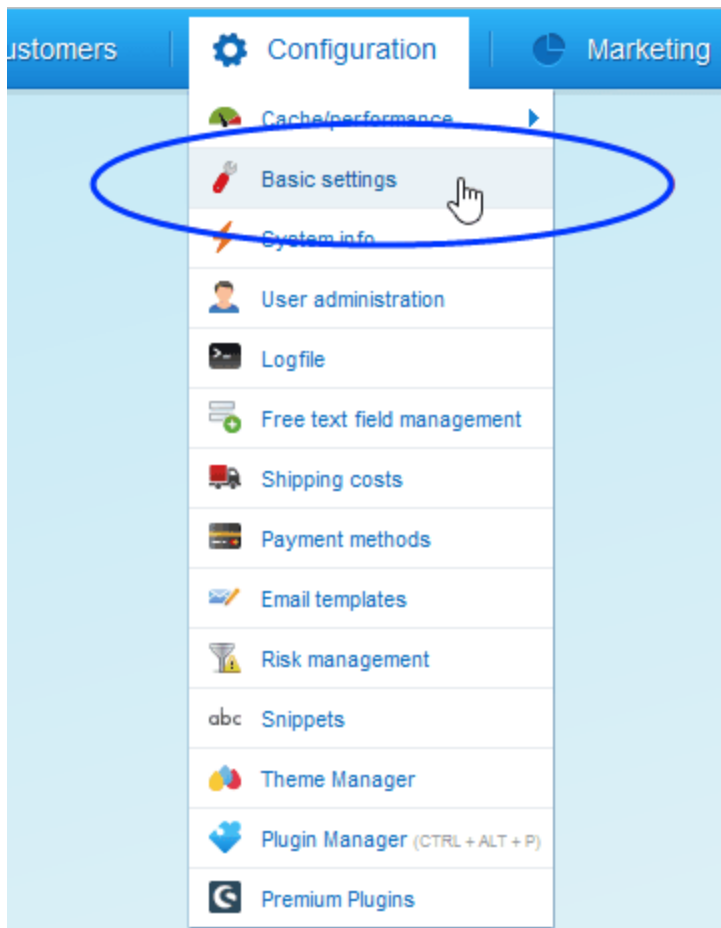 ustomers
Configuration
Marketing
Cache/performance
Basic settings
System info
User administration
Logfile
Free text field management
Shipping costs
Payment methods
Email templates
Risk management
abc Snippets
Theme Manager
Plugin Manager (CTRL + ALT + P)
Premium Plugins